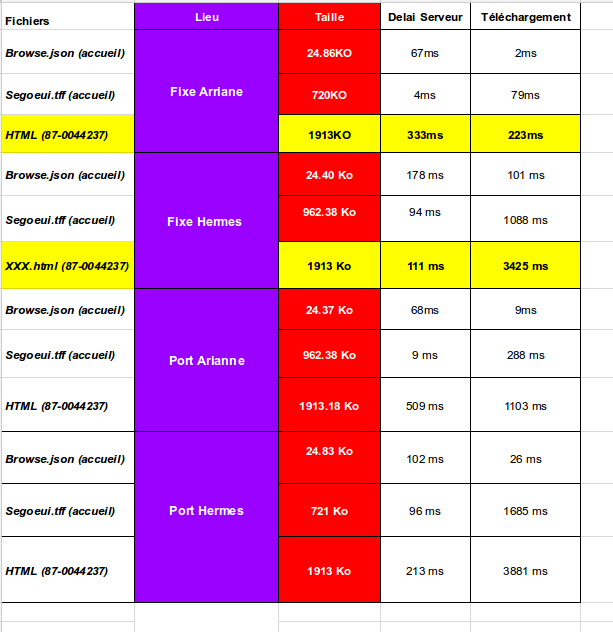 Fichiers Lieu Taille Delai Serveur Téléchargement
Browse.json (accueil) 24.86KO 67ms 2ms
Fixe Arriane
Segoeui.tff (accueil) 720KO 4ms 79ms
HTML (87-0044237) 1913KO 333ms 223ms
Browse.json (accueil) 24.40 Ko 178 ms 101 ms
Fixe Hermes
Segoeui.tff (accueil) 962.38 Ko 94 ms 1088 ms
XXX.html (87-0044237) 1913 Ko 111 ms 3425 ms
Browse.json (accueil) 24.37 Ko 68ms 9ms
Port Arianne
Segoeui.tff (accueil) 962.38 Ko 9 ms 288 ms
HTML (87-0044237) 1913.18 Ko 509 ms 1103 ms
Browse.json (accueil) 24.83 Ko 102 ms 26 ms
Port Hermes
Segoeui.tff (accueil) 721 Ko 96 ms 1685 ms
HTML (87-0044237) 1913 Ko 213 ms 3881 ms